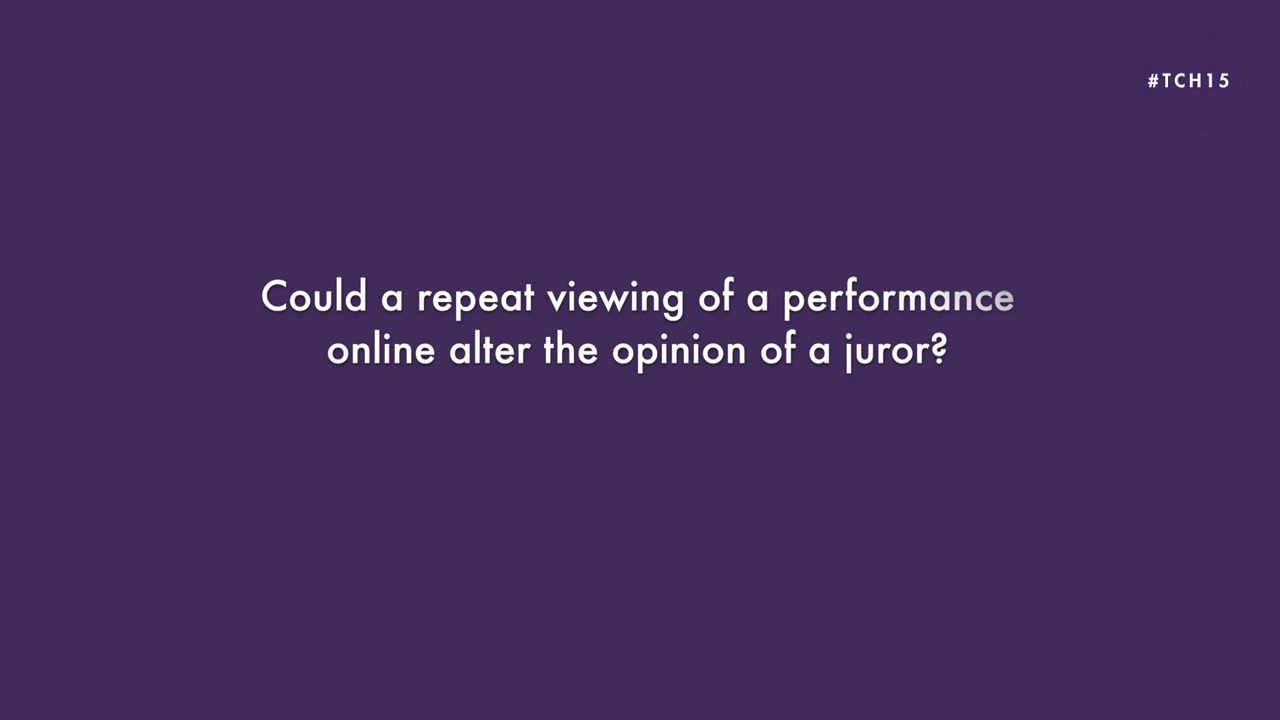 #TCH15
Could a repeat viewing of a performance
online alter the opinion of a juror?